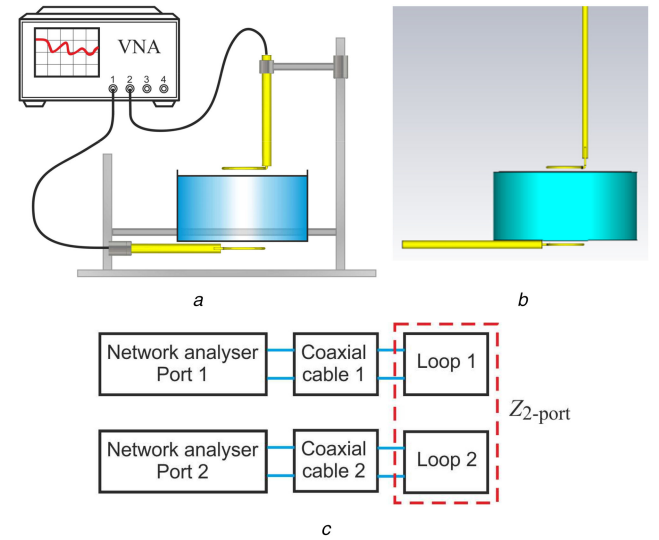 VNA
1 2 3 4
a
b
Network analyser
Port 1
Coaxial
cable 1
Loop 1
Z2-port
Network analyser
Port 2
Coaxial
cable 2
Loop 2
c